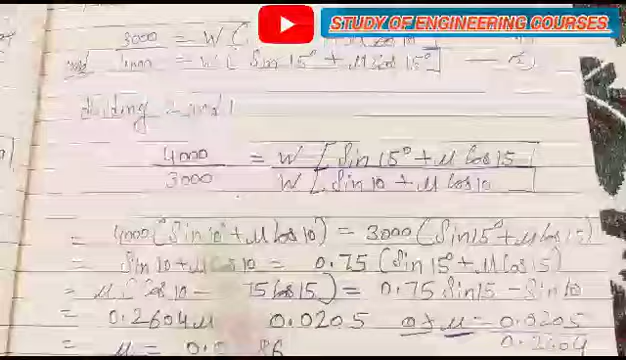 STUDY OF ENGINEERING COURSES
3000 = W [
4000 = W [ Sin 15° + μ Cos 15° ] — 2
Dividing 2 and 1
4000 / 3000 = W [ Sin 15° + μ Cos 15 ] / W [ Sin 10 + μ Cos 10 ]
= 4000 ( Sin 10° + μ Cos 10° ) = 3000 ( Sin 15° + μ Cos 15 )
= Sin 10 + μ Cos 10 = 0.75 ( Sin 15° + μ Cos 15 )
= μ ( Cos 10 - 75 Cos 15 ) = 0.75 Sin 15 - Sin 10
= 0.2604 μ 0.0205 or μ = 0.0205 / 0.2604
= μ = 0.0 86